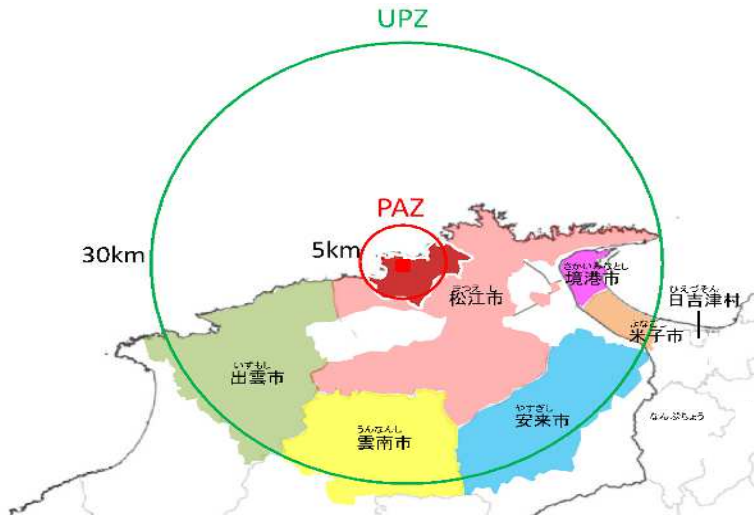 UPZ
PAZ
30km
5km
さかいみなとし
境港市
まつえし
松江市
ひえづそん
日吉津村
よなごし
米子市
いずもし
出雲市
やすぎし
安来市
なんぶちょう
うんなんし
雲南市